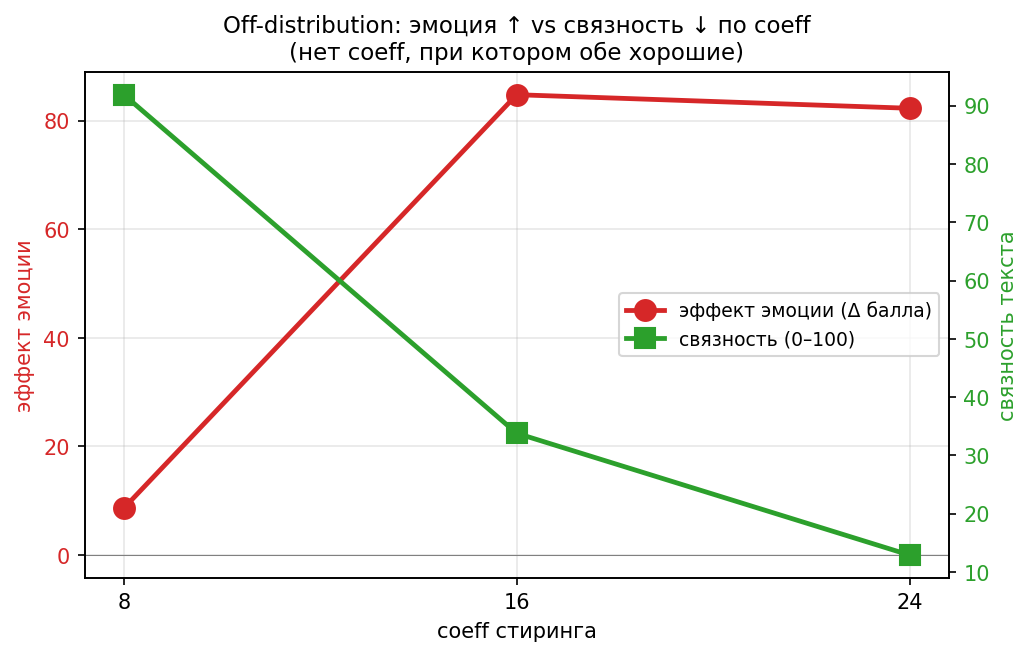 Off-distribution: эмоция ↑ vs связность ↓ по coeff
(нет coeff, при котором обе хорошие)
80
60
40
20
0
эффект эмоции
90
80
70
60
50
40
30
20
10
связность текста
эффект эмоции (Δ балла)
связность (0–100)
8
16
24
coeff стиринга